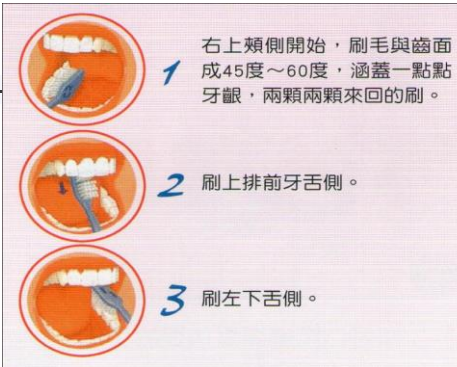 1 右上頰側開始，刷毛與齒面
成45度～60度，涵蓋一點點
牙齦，兩顆兩顆來回的刷。
2 刷上排前牙舌側。
3 刷左下舌側。